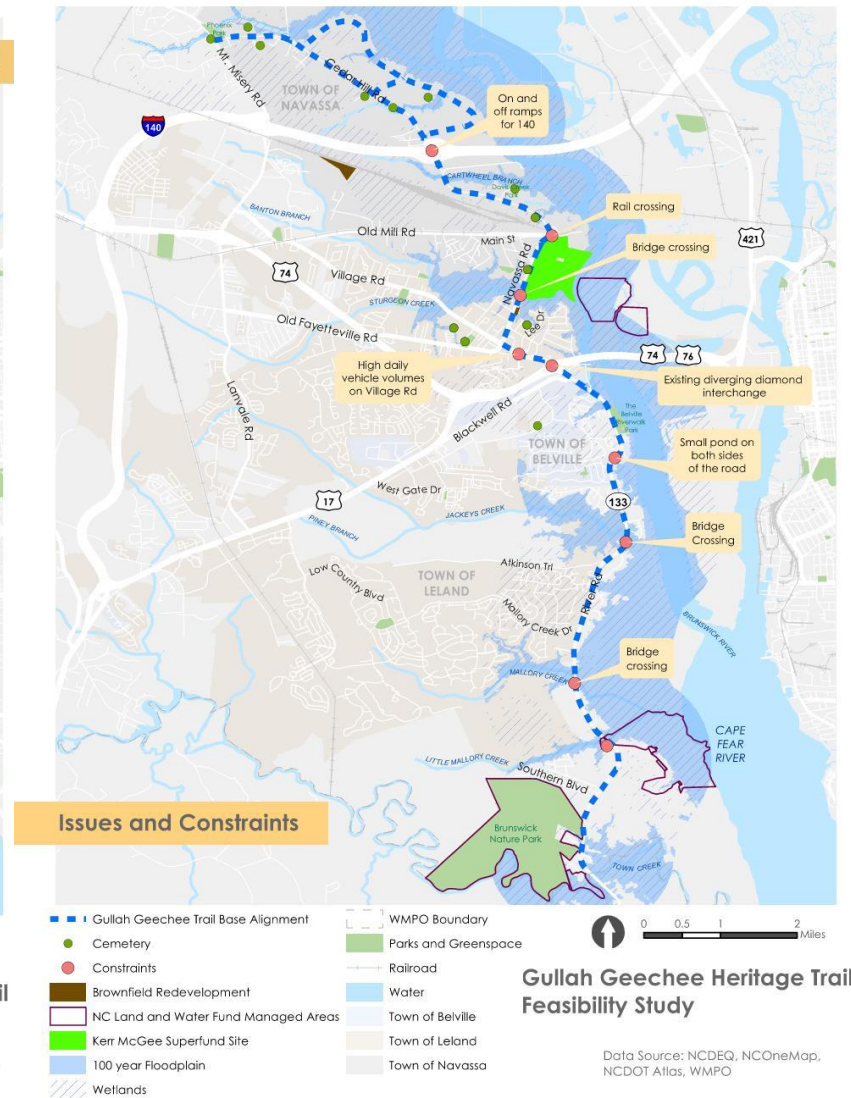 Phoenix
Park
Mt. Misery Rd
Cedar Hill Rd
TOWN OF
NAVASSA
140
On and
off ramps
for 140
CARTWHEEL BRANCH
Park
BANTON BRANCH
Rail crossing
Old Mill Rd
Main St
Navassa Rd
Bridge crossing
421
74
Village Rd
STURGEON CREEK
Old Fayetteville Rd
Lee Dr
74
76
High daily
vehicle volumes
on Village Rd
Existing diverging diamond
interchange
Lanvale Rd
Blackwell Rd
The
Belville
Riverwalk
Park
TOWN OF
BELVILLE
Small pond on
both sides
of the road
West Gate Dr
17
133
JACKEYS CREEK
PINEY BRANCH
Bridge
Crossing
Atkinson Trl
Low Country Blvd
TOWN OF
LELAND
River Rd
Mallory Creek Dr
BRUNSWICK RIVER
Bridge
crossing
MALLORY CREEK
CAPE
FEAR
RIVER
LITTLE MALLORY CREEK
Southern Blvd
Issues and Constraints
Brunswick
Nature Park
TOWN CREEK
Gullah Geechee Trail Base Alignment
Cemetery
Constraints
Brownfield Redevelopment
NC Land and Water Fund Managed Areas
Kerr McGee Superfund Site
100 year Floodplain
Wetlands
WMPO Boundary
Parks and Greenspace
Railroad
Water
Town of Belville
Town of Leland
Town of Navassa
0 0.5 1 2
Miles
Gullah Geechee Heritage Trail
Feasibility Study
Data Source: NCDEQ, NCOneMap,
NCDOT Atlas, WMPO